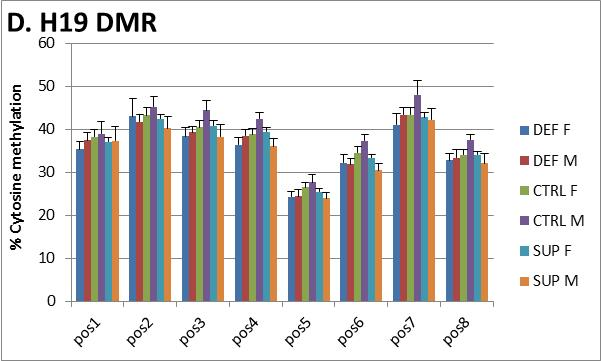 D. H19 DMR
60
50
40
30
20
10
0
% Cytosine methylation
pos1
pos2
pos3
pos4
pos5
pos6
pos7
pos8
DEF F
DEF M
CTRL F
CTRL M
SUP F
SUP M